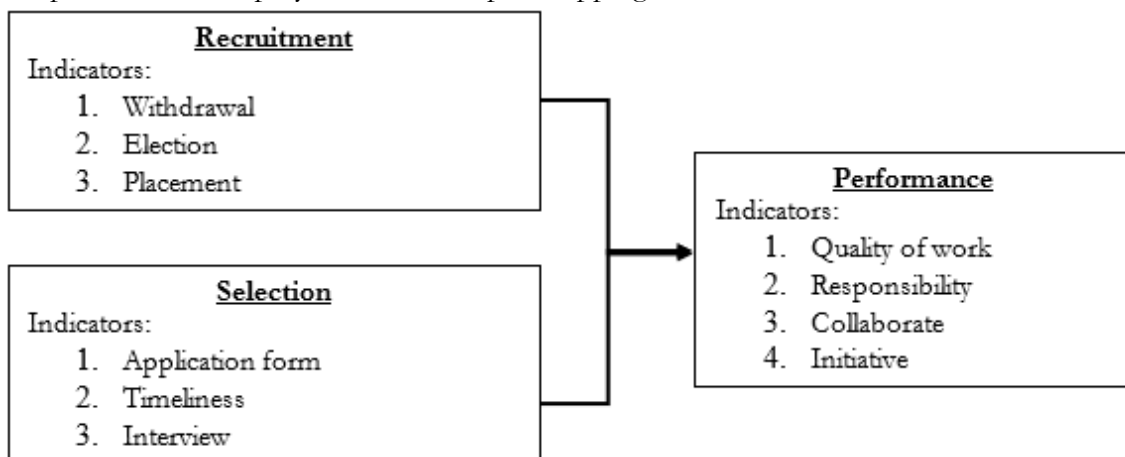 Recruitment
Indicators:
1. Withdrawal
2. Election
3. Placement
Selection
Indicators:
1. Application form
2. Timeliness
3. Interview
Performance
Indicators:
1. Quality of work
2. Responsibility
3. Collaborate
4. Initiative